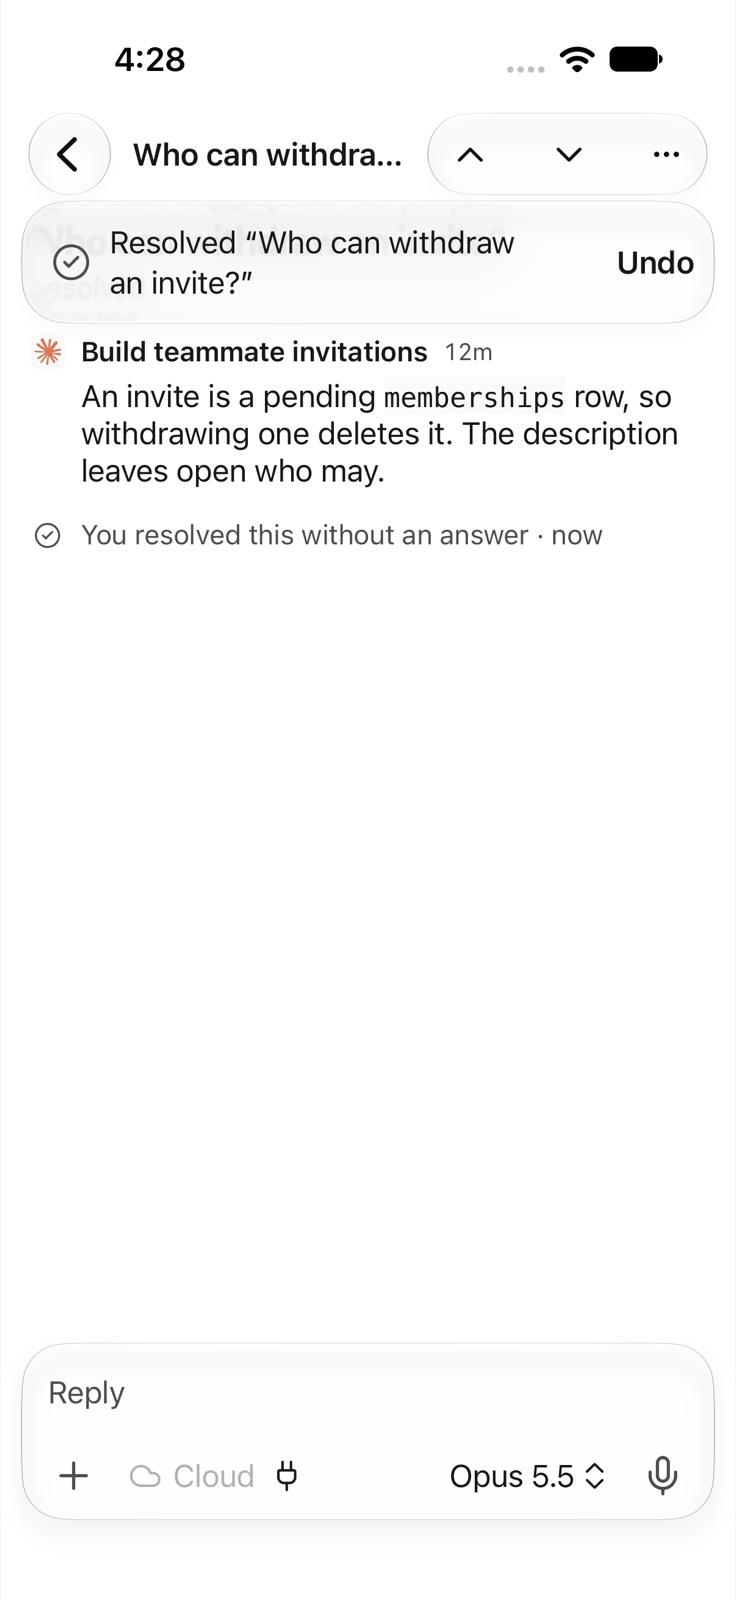 4:28
Who can withdra...
Resolved “Who can withdraw
an invite?”
Undo
Build teammate invitations 12m
An invite is a pending memberships row, so
withdrawing one deletes it. The description
leaves open who may.
You resolved this without an answer · now
Reply
Cloud
Opus 5.5